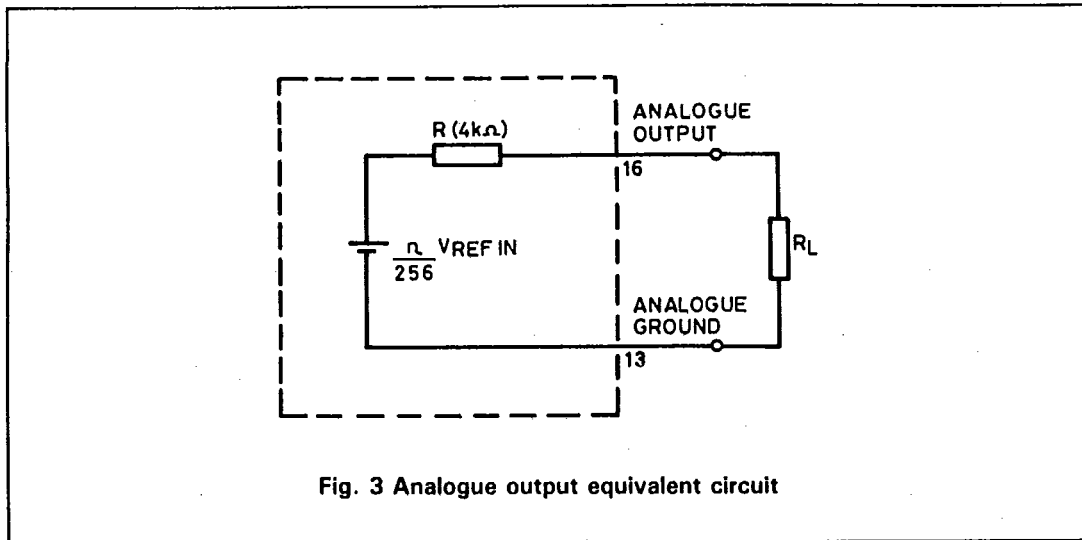 R (4kΩ)
ANALOGUE
OUTPUT
16
n
256
VREF IN
RL
ANALOGUE
GROUND
13
Fig. 3 Analogue output equivalent circuit